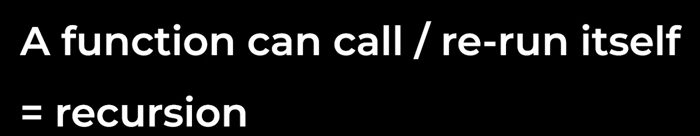 A function can call / re-run itself
= recursion